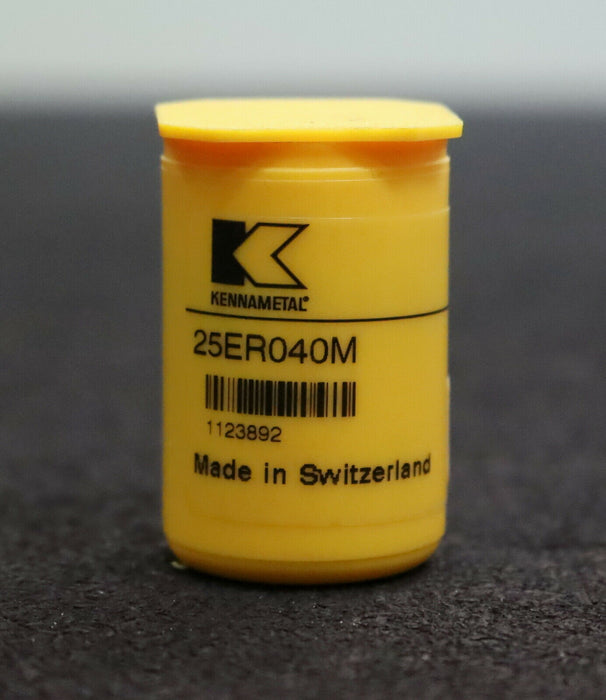 KENNAMETAL®
25ER040M
1123892
Made in Switzerland